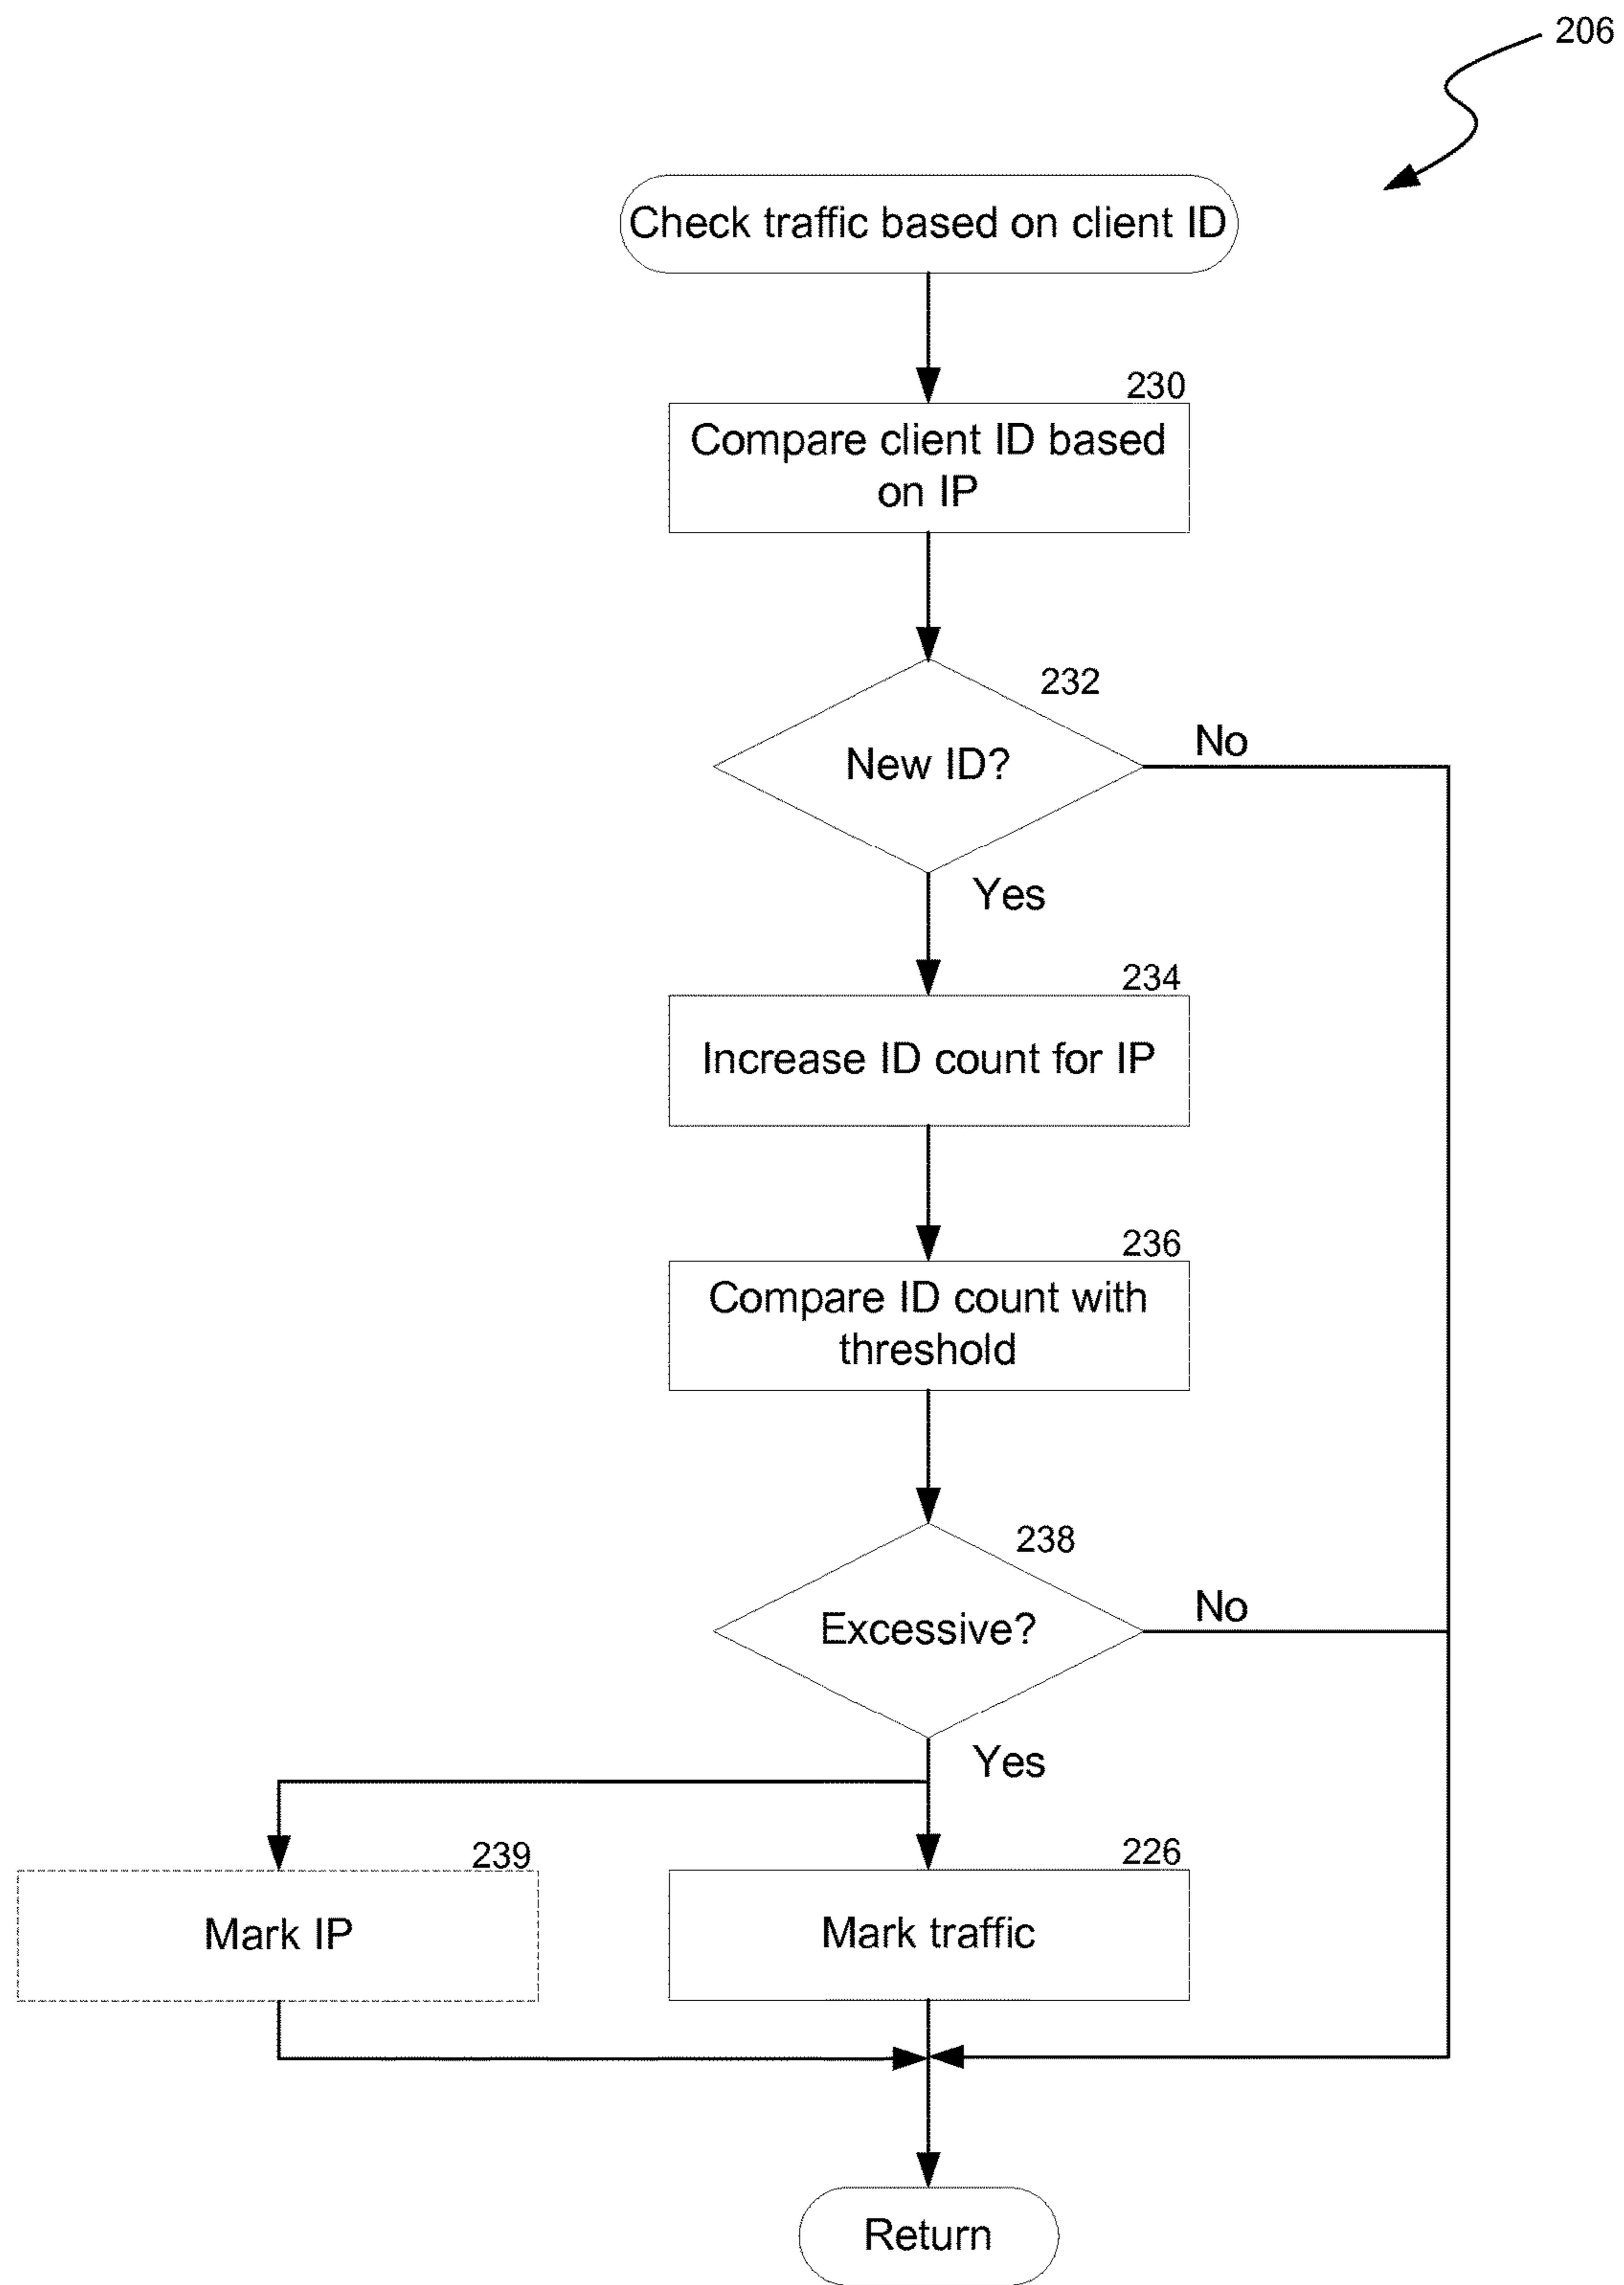 206
Check traffic based on client ID
230
Compare client ID based
on IP
232
New ID?
No
Yes
234
Increase ID count for IP
236
Compare ID count with
threshold
238
Excessive?
No
Yes
239
Mark IP
226
Mark traffic
Return